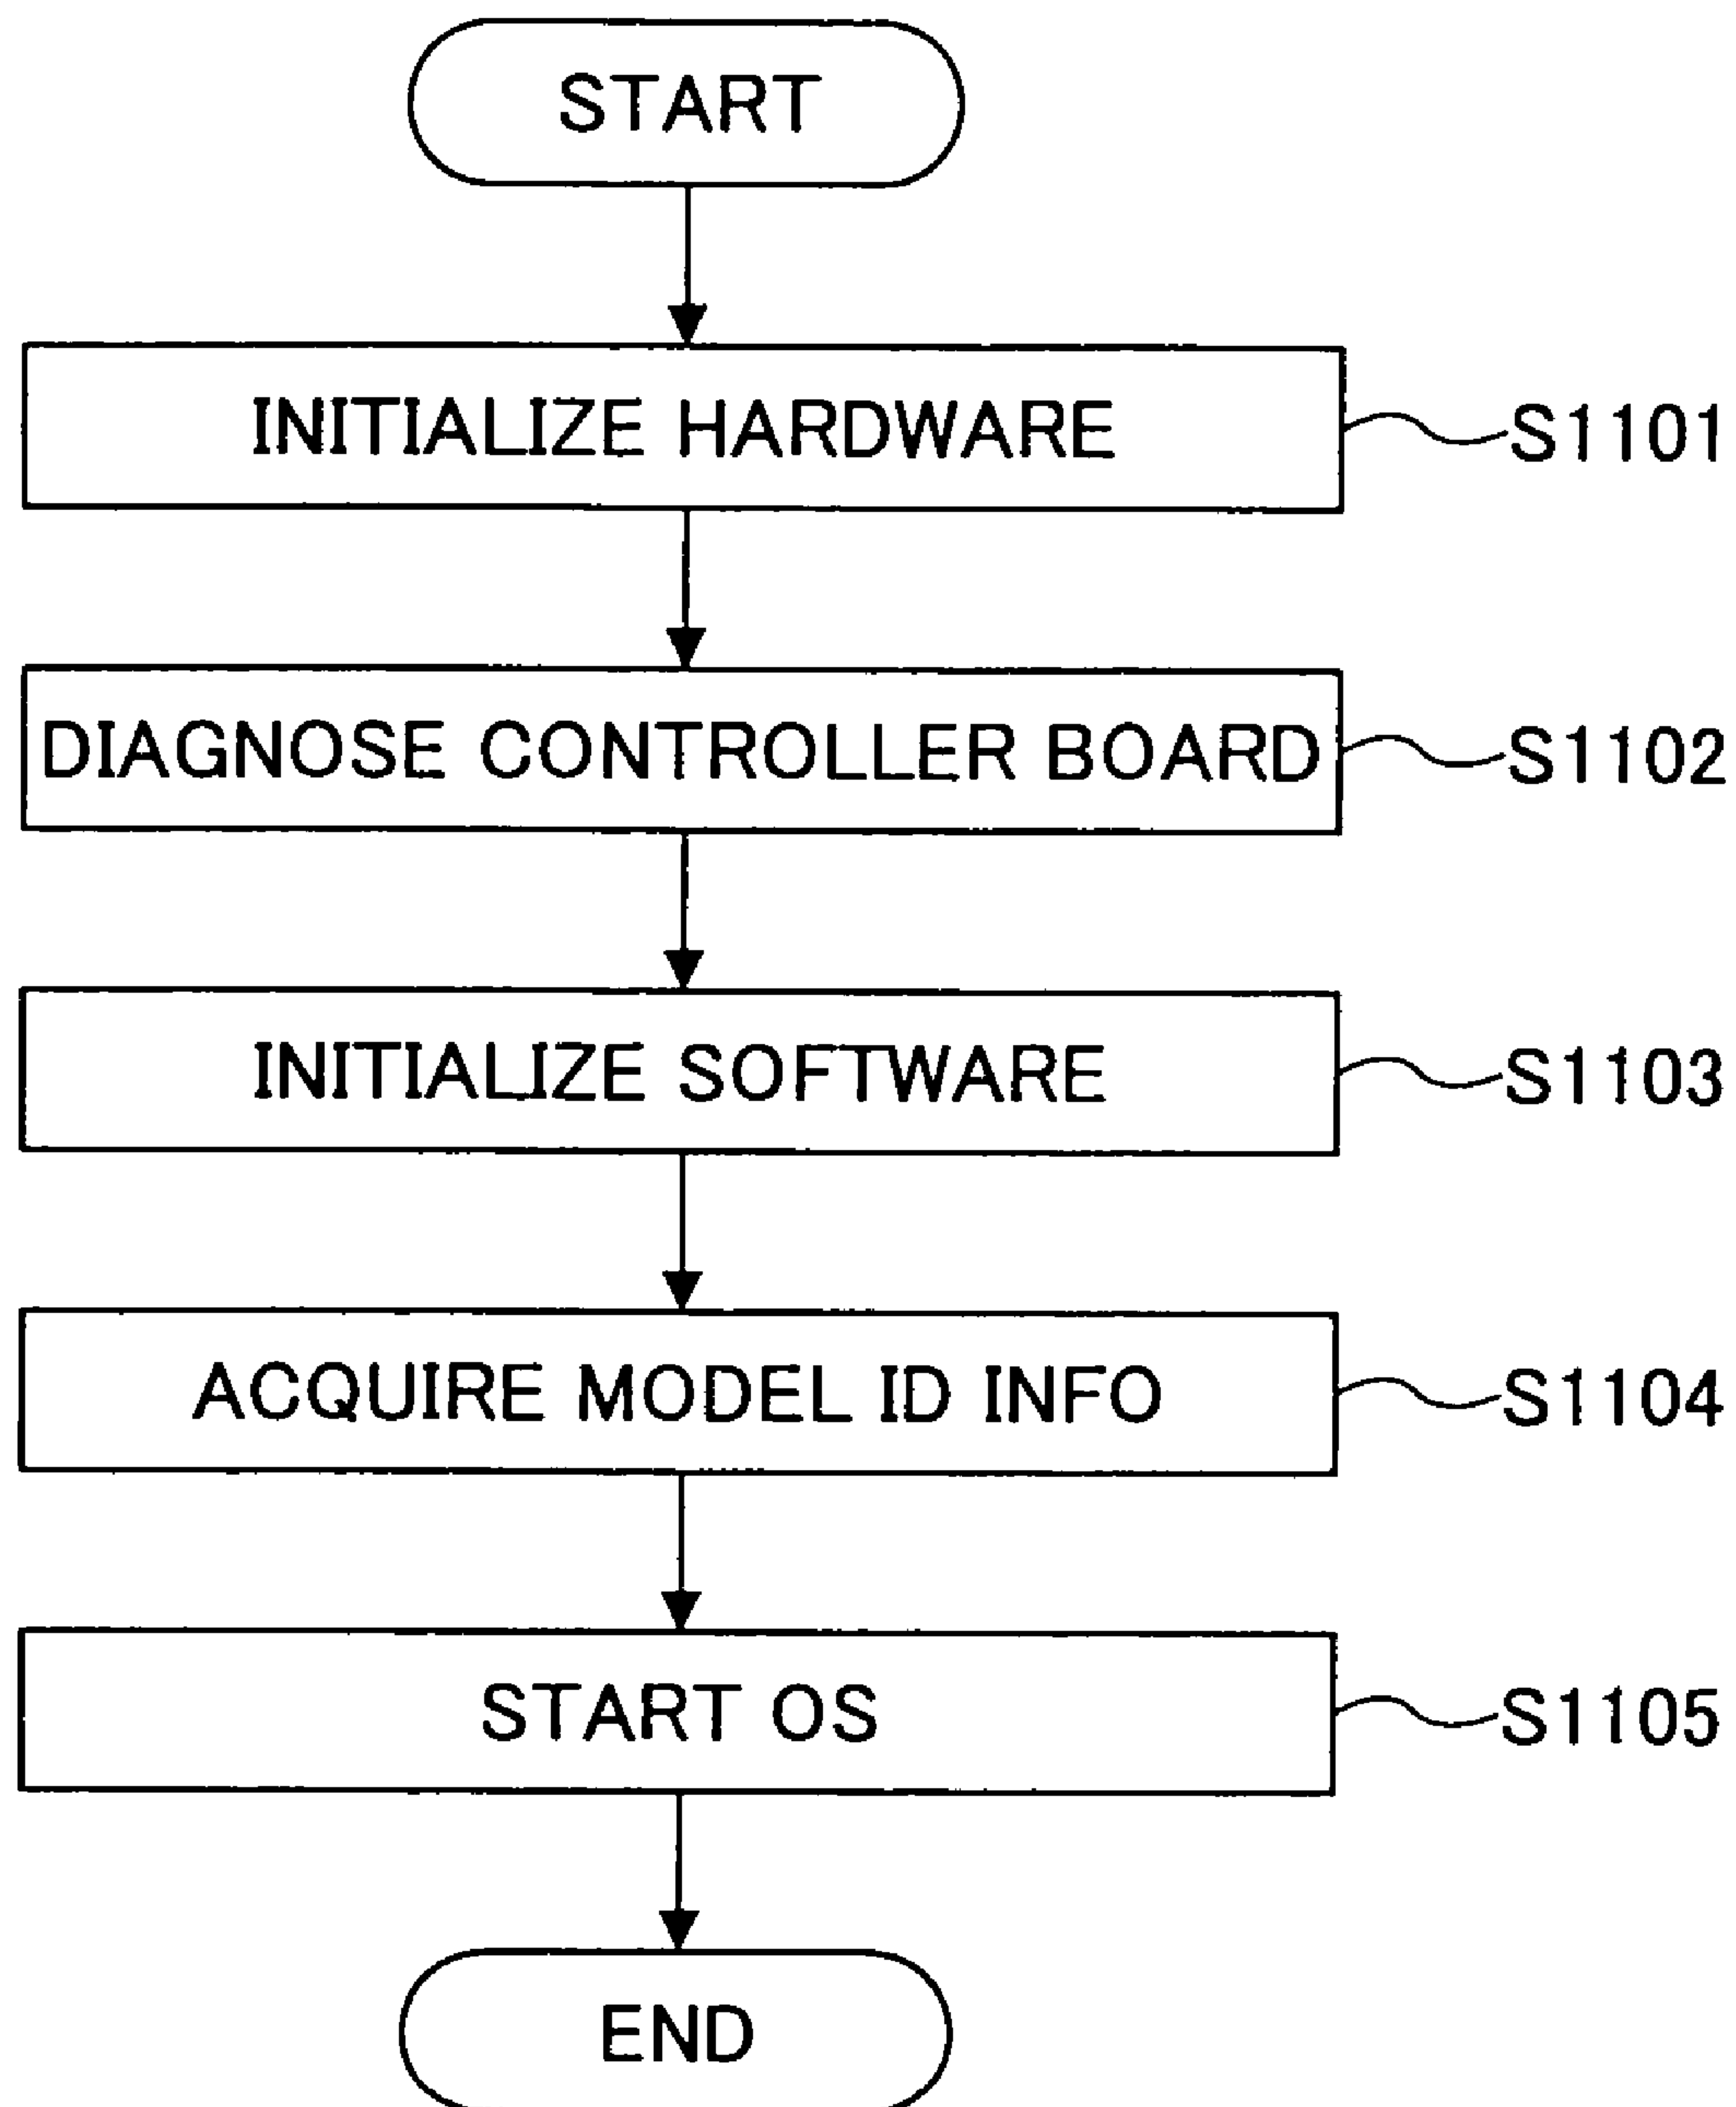 START
INITIALIZE HARDWARE S1101
DIAGNOSE CONTROLLER BOARD S1102
INITIALIZE SOFTWARE S1103
ACQUIRE MODEL ID INFO S1104
START OS S1105
END